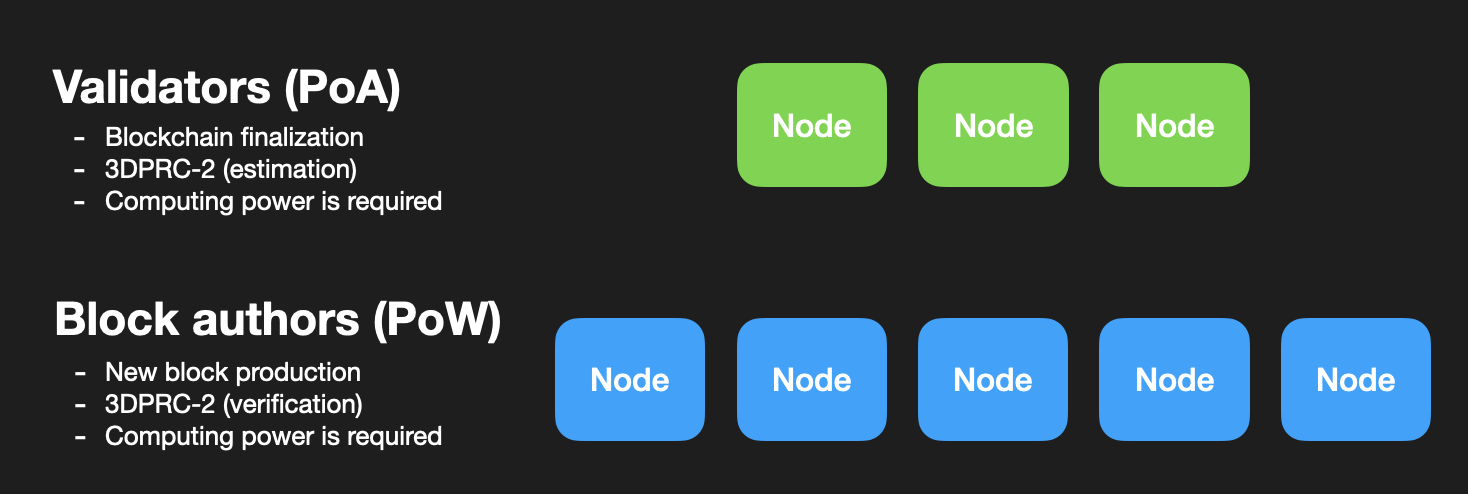 Validators (PoA)
- Blockchain finalization
- 3DPRC-2 (estimation)
- Computing power is required
Node Node Node
Block authors (PoW)
- New block production
- 3DPRC-2 (verification)
- Computing power is required
Node Node Node Node Node